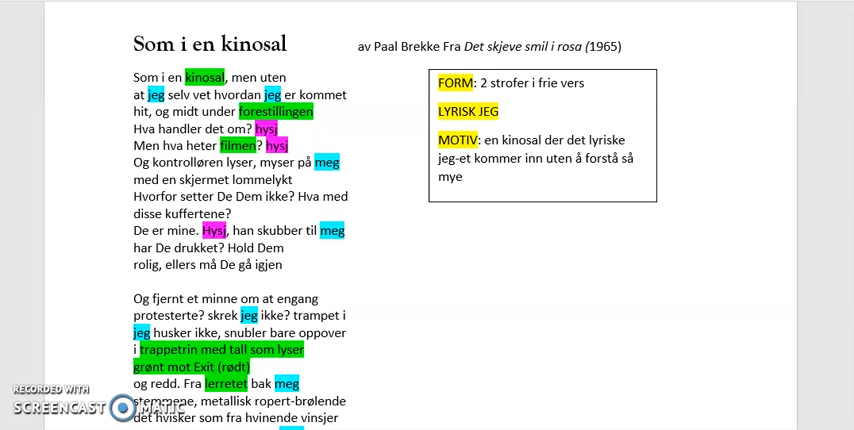 Som i en kinosal
av Paal Brekke Fra Det skjeve smil i rosa (1965)
Som i en kinosal, men uten
at jeg selv vet hvordan jeg er kommet
hit, og midt under forestillingen
Hva handler det om? hysj
Men hva heter filmen? hysj
Og kontrolløren lyser, myser på meg
med en skjermet lommelykt
Hvorfor setter De Dem ikke? Hva med
disse kuffertene?
De er mine. Hysj, han skubber til meg
har De drukket? Hold Dem
rolig, ellers må De gå igjen
Og fjernt et minne om at engang
protesterte? skrek jeg ikke? trampet i
jeg husker ikke, snubler bare oppover
i trappetrin med tall som lyser
grønt mot Exit (rødt)
og redd. Fra lerretet bak meg
stemmene, metallisk ropert-brølende
det hvisker som fra hvinende vinsjer
FORM: 2 strofer i frie vers
LYRISK JEG
MOTIV: en kinosal der det lyriske
jeg-et kommer inn uten å forstå så
mye
RECORDED WITH
SCREENCAST MATIC